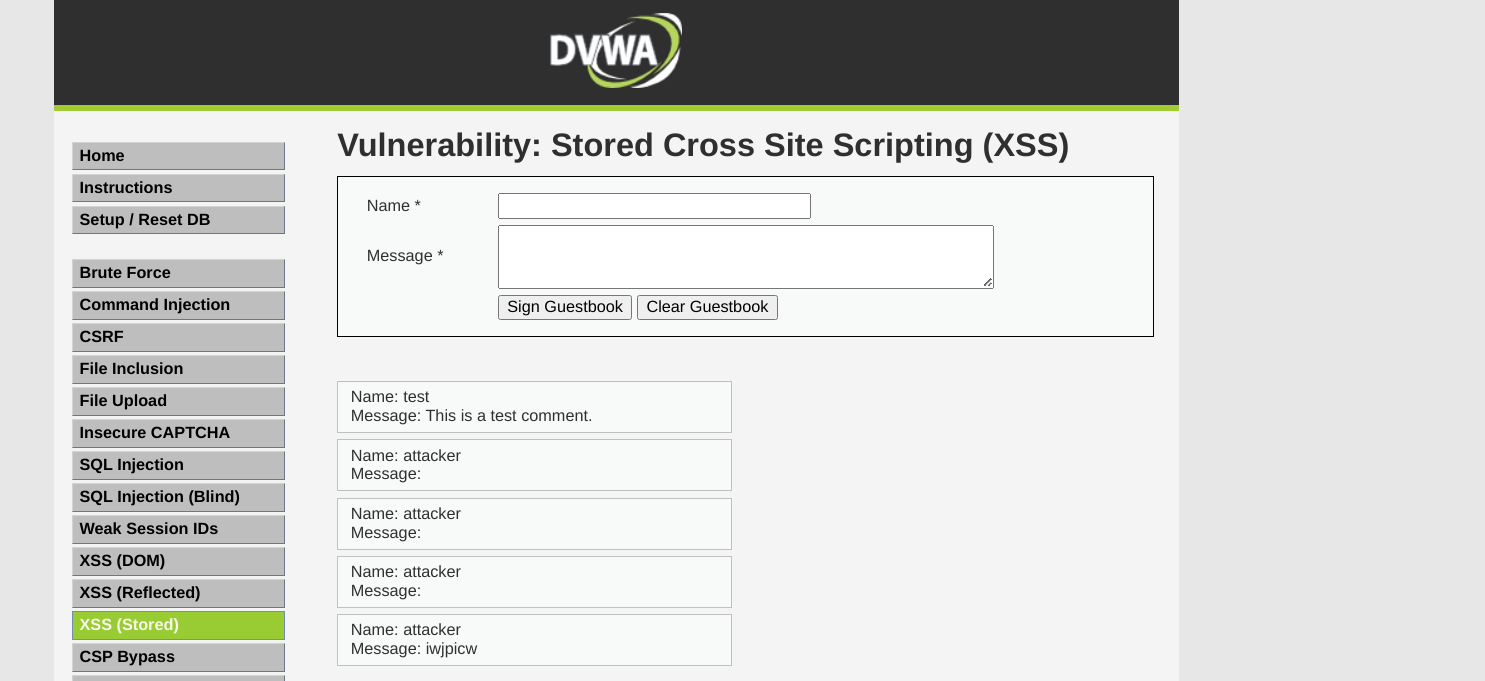 DVWA
Home
Instructions
Setup / Reset DB
Brute Force
Command Injection
CSRF
File Inclusion
File Upload
Insecure CAPTCHA
SQL Injection
SQL Injection (Blind)
Weak Session IDs
XSS (DOM)
XSS (Reflected)
XSS (Stored)
CSP Bypass
Vulnerability: Stored Cross Site Scripting (XSS)
Name *
Message *
Sign Guestbook Clear Guestbook
Name: test
Message: This is a test comment.
Name: attacker
Message:
Name: attacker
Message:
Name: attacker
Message:
Name: attacker
Message: iwjpicw